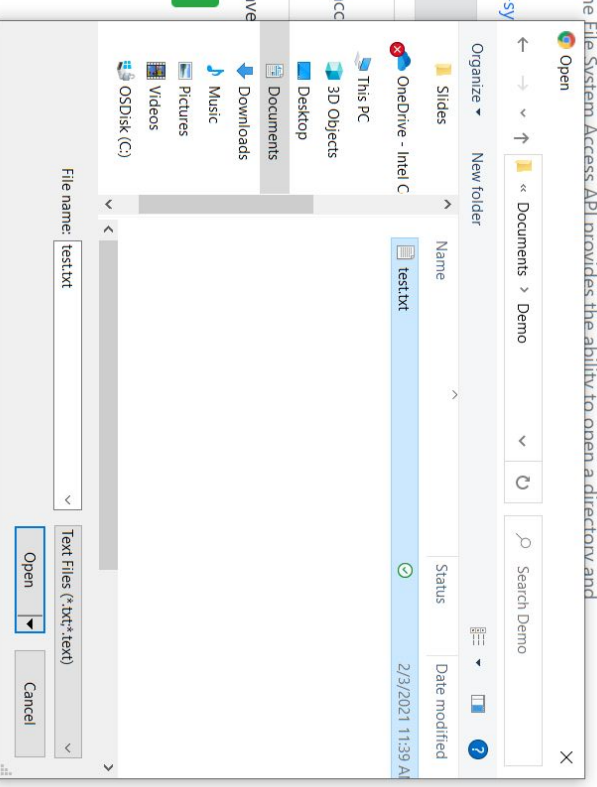 he File System Access API provides the ability to open a directory and
Open
« Documents > Demo
Search Demo
Organize
New folder
Slides
OneDrive - Intel C
This PC
3D Objects
Desktop
Documents
Downloads
Music
Pictures
Videos
OSDisk (C:)
Name
Status
Date modified
test.txt
2/3/2021 11:39 AM
File name:
test.txt
Text Files (*.txt;*.text)
Open
Cancel